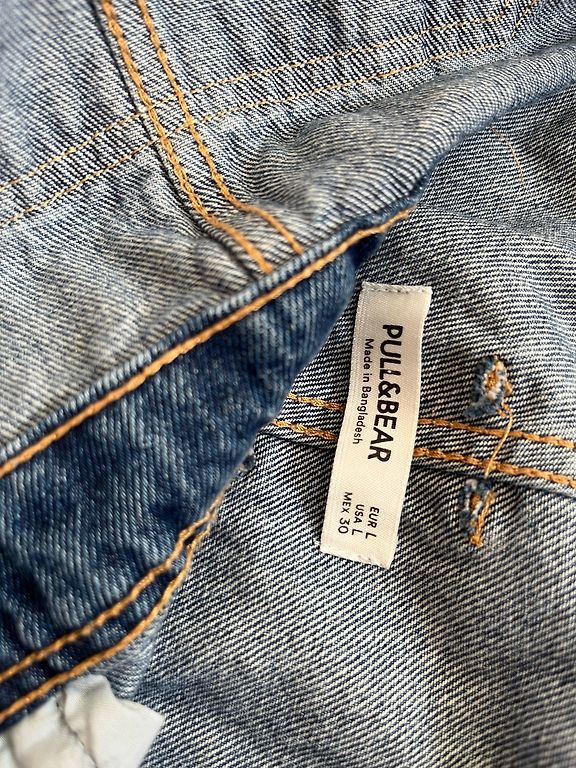 PULL&BEAR
Made in Bangladesh
EUR L
USA L
MEX 30